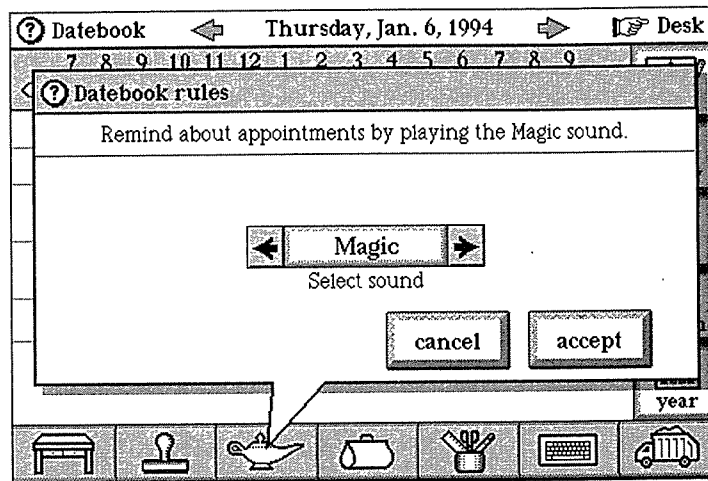 ? Datebook Thursday, Jan. 6, 1994 Desk
7 8 9 10 11 12 1 2 3 4 5 6 7 8 9
? Datebook rules
Remind about appointments by playing the Magic sound.
Magic
Select sound
cancel accept
year